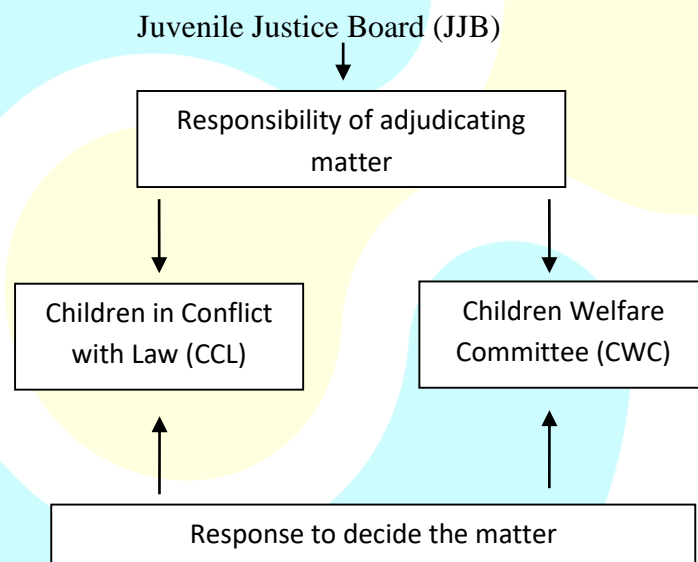 Juvenile Justice Board (JJB)
Responsibility of adjudicating
matter
Children in Conflict
with Law (CCL)
Children Welfare
Committee (CWC)
Response to decide the matter